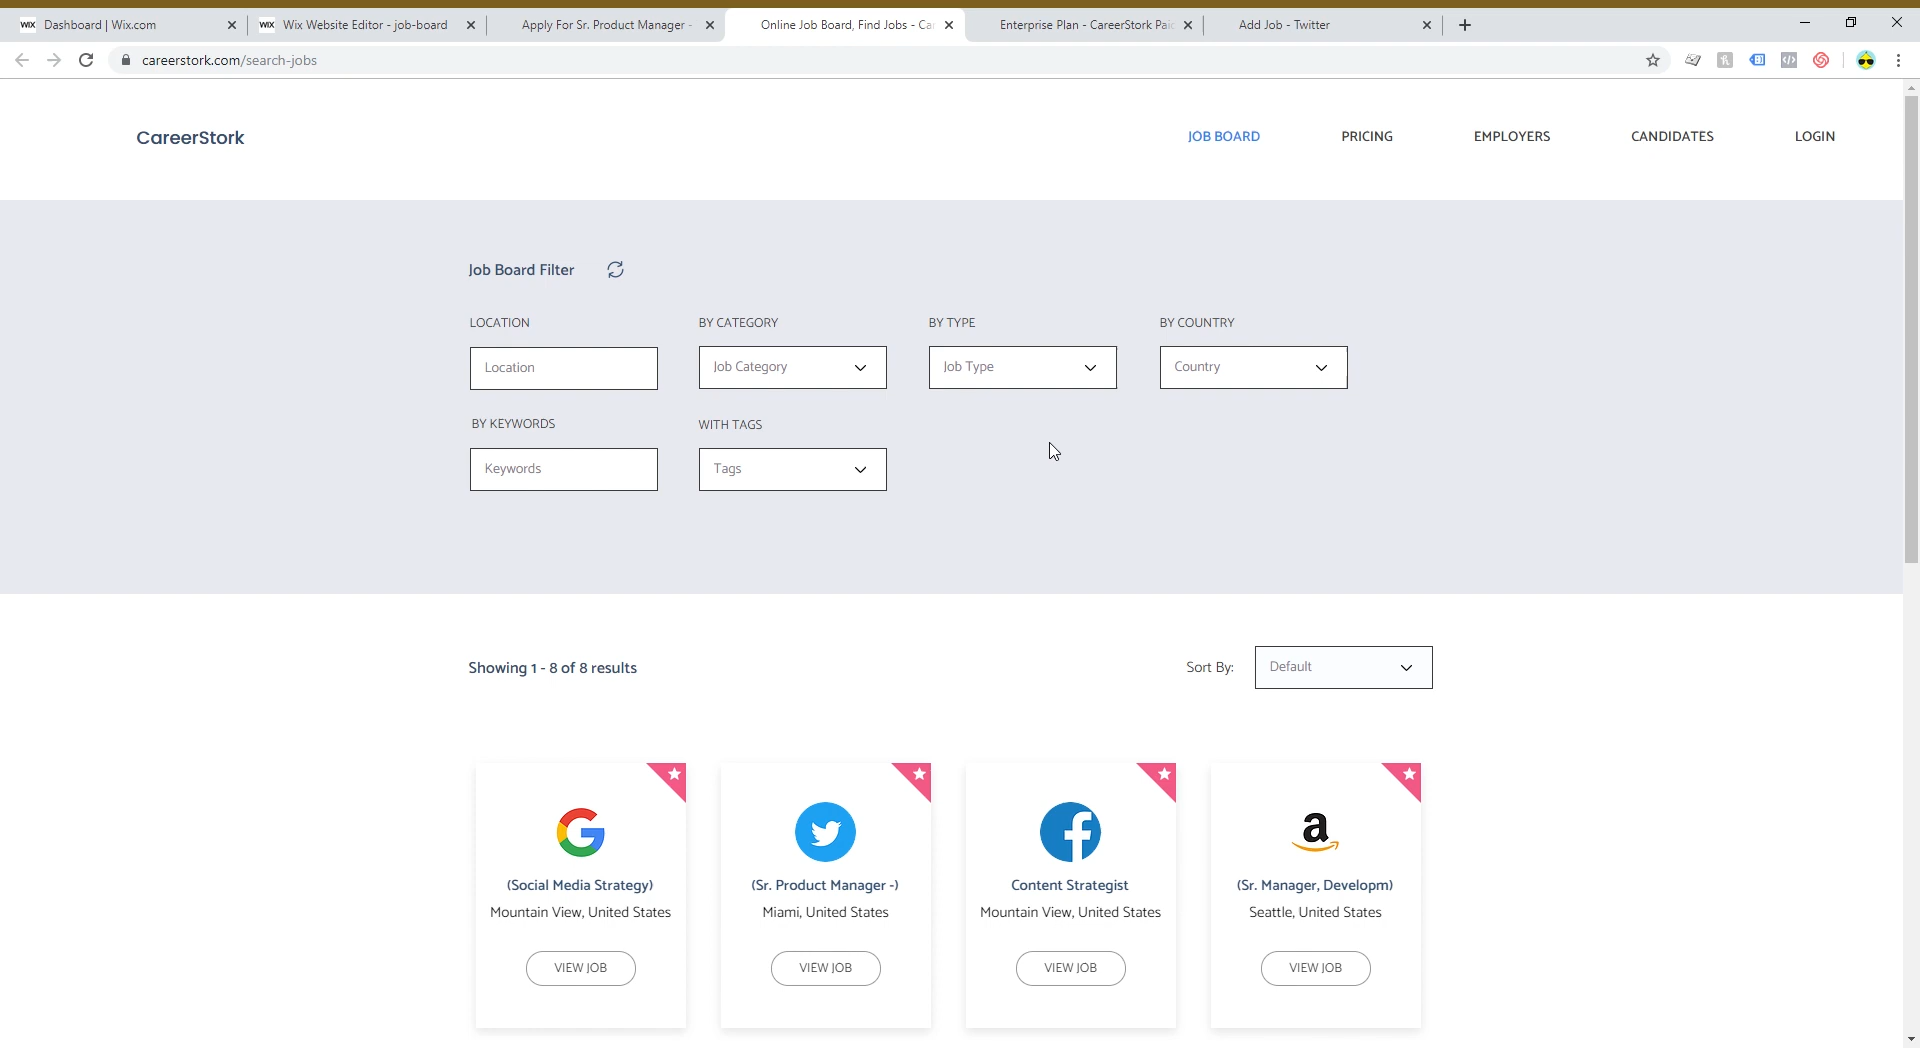 WIX Dashboard | Wix.com
WIX Wix Website Editor - job-board
Apply For Sr. Product Manager -
Online Job Board, Find Jobs - Car
Enterprise Plan - CareerStork Paid
Add Job - Twitter
careerstork.com/search-jobs
CareerStork
JOB BOARD
PRICING
EMPLOYERS
CANDIDATES
LOGIN
Job Board Filter
LOCATION
BY CATEGORY
BY TYPE
BY COUNTRY
Location
Job Category
Job Type
Country
BY KEYWORDS
WITH TAGS
Keywords
Tags
Showing 1 - 8 of 8 results
Sort By:
Default
(Social Media Strategy)
Mountain View, United States
VIEW JOB
(Sr. Product Manager -)
Miami, United States
VIEW JOB
Content Strategist
Mountain View, United States
VIEW JOB
(Sr. Manager, Developm)
Seattle, United States
VIEW JOB